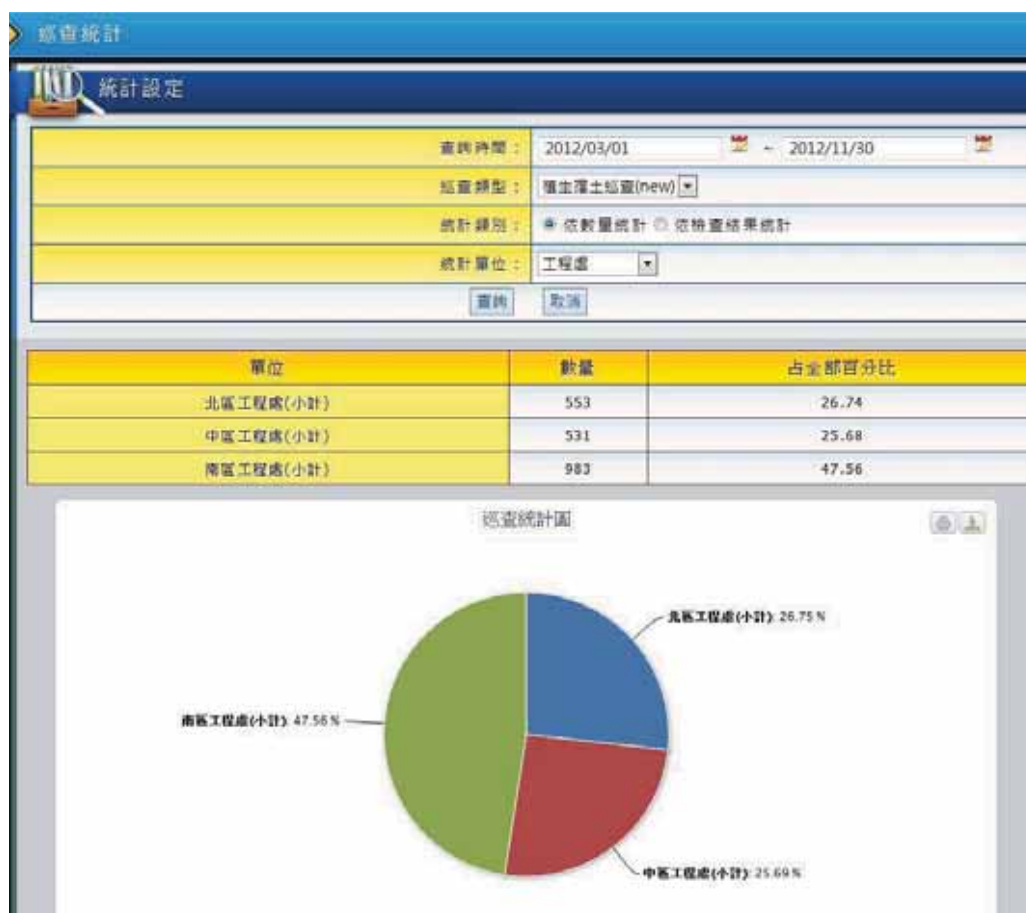 巡查統計
統計設定
查詢時間： 2012/03/01 ~ 2012/11/30
巡查類型： 植生覆土巡查(new)
統計類別： 依數量統計 依檢查結果統計
統計單位： 工程處
查詢 取消
單位 數量 占全部百分比
北區工程處(小計) 553 26.74
中區工程處(小計) 531 25.68
南區工程處(小計) 983 47.56
巡查統計圖
北區工程處(小計): 26.75 %
南區工程處(小計): 47.56 %
中區工程處(小計): 25.69 %